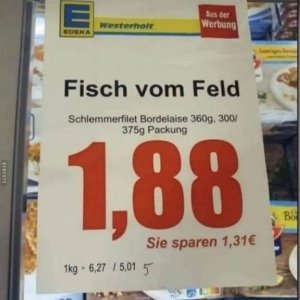 EDEKA
Westerholt
Aus der
Werbung
Fisch vom Feld
Schlemmerfilet Bordelaise 360g, 300/
375g Packung
1,88
Sie sparen 1,31€
1kg = 6,27 / 5,01 5